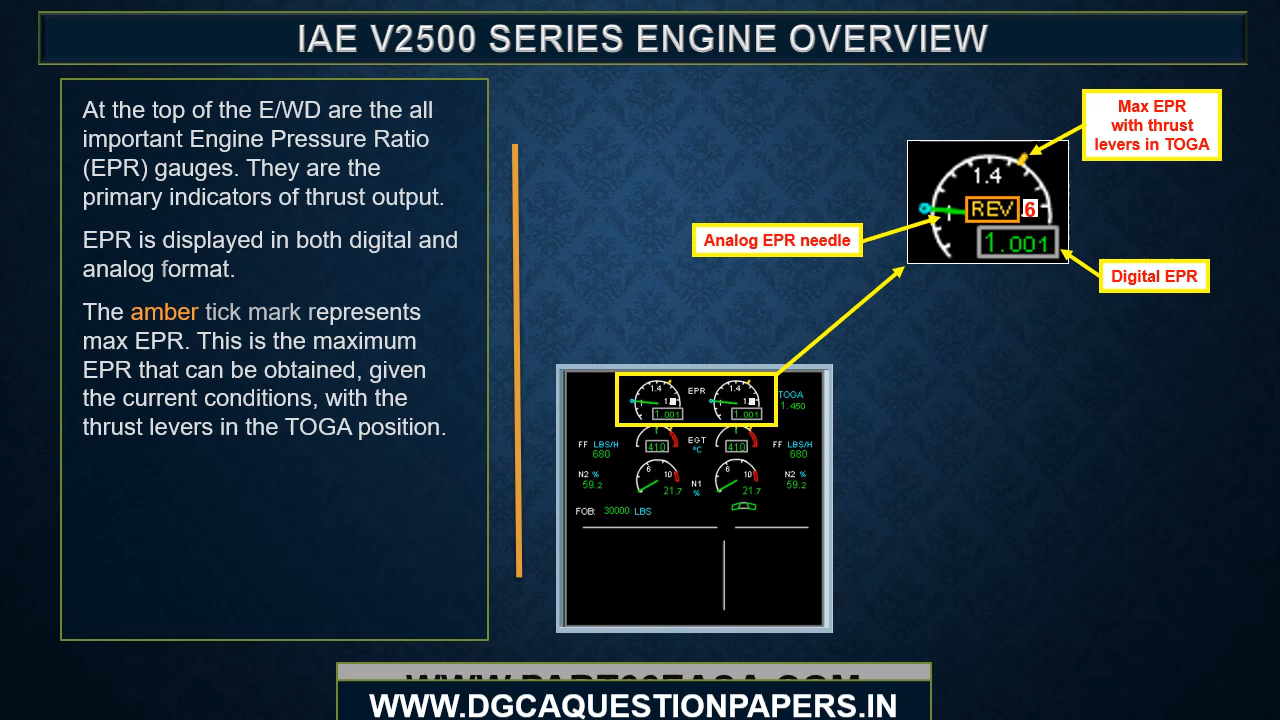 IAE V2500 SERIES ENGINE OVERVIEW
At the top of the E/WD are the all
important Engine Pressure Ratio
(EPR) gauges. They are the
primary indicators of thrust output.
EPR is displayed in both digital and
analog format.
The amber tick mark represents
max EPR. This is the maximum
EPR that can be obtained, given
the current conditions, with the
thrust levers in the TOGA position.
Max EPR
with thrust
levers in TOGA
1.4
REV .6
1.001
Analog EPR needle
Digital EPR
1.4 EPR 1.4
TOGA
1 1. 1 1.
1.450
1.001 1.001
410 EGT 410
°C
FF LBS/H FF LBS/H
680 680
6 10 6 10
N2 % N2 %
59.2 N1 59.2
21.7 % 21.7
FOB: 30000 LBS
WWW.DGCAQUESTIONPAPERS.IN